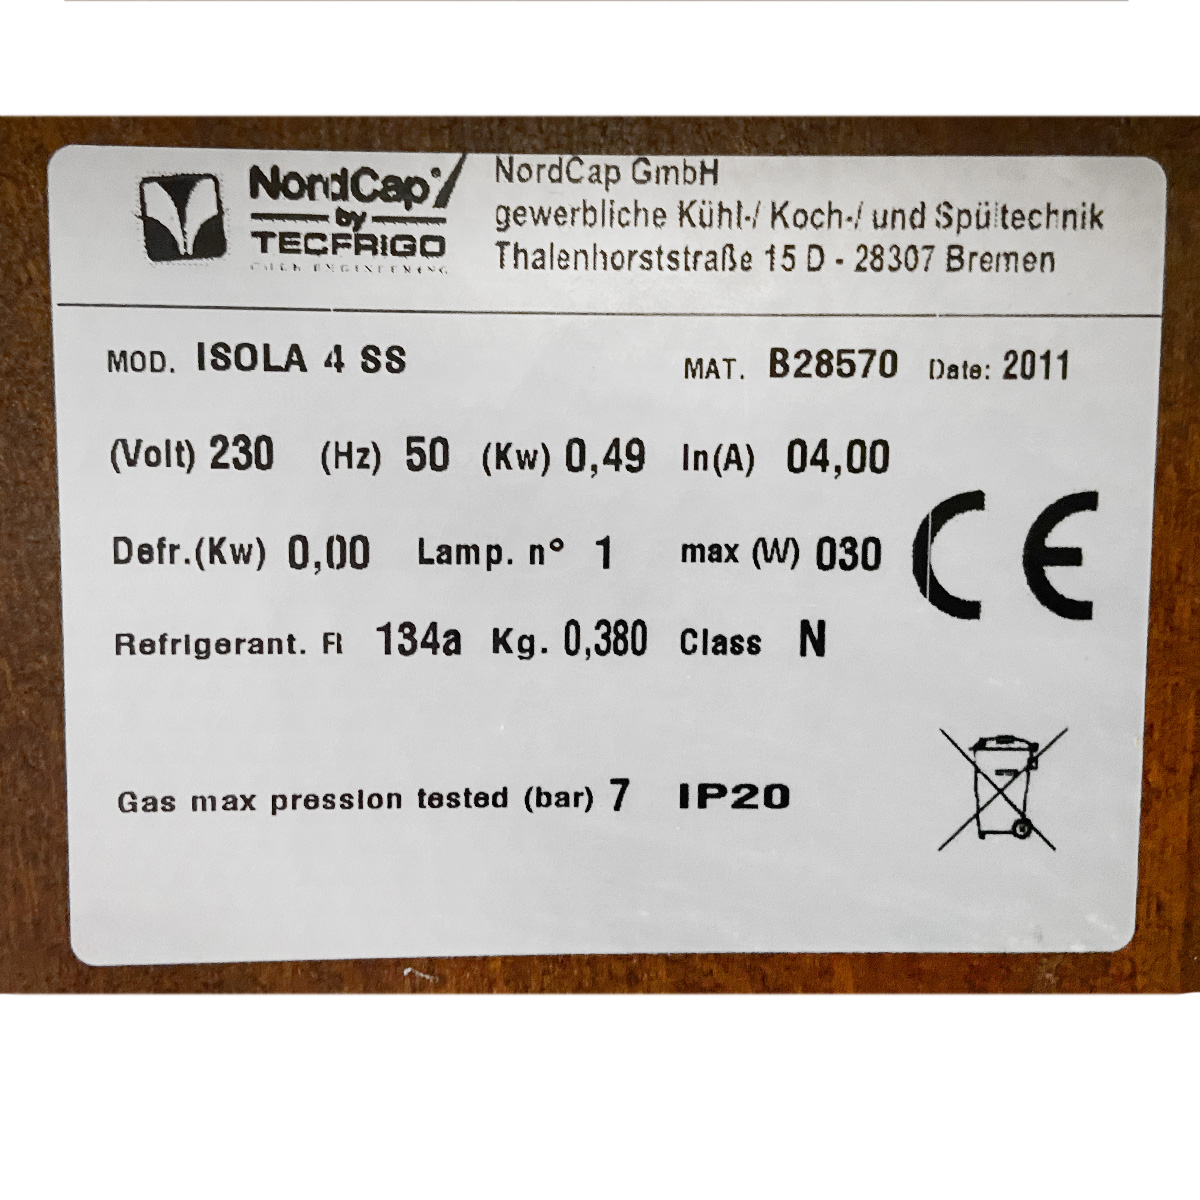 NordCap
by
TECFRIGO
NordCap GmbH
gewerbliche Kühl-/ Koch-/ und Spültechnik
Thalenhorststraße 15 D - 28307 Bremen
MOD. ISOLA 4 SS MAT. B28570 Date: 2011
(Volt) 230 (Hz) 50 (Kw) 0,49 In(A) 04,00
Defr.(Kw) 0,00 Lamp. n° 1 max (W) 030
CE
Refrigerant. R 134a Kg. 0,380 Class N
Gas max pression tested (bar) 7 IP20